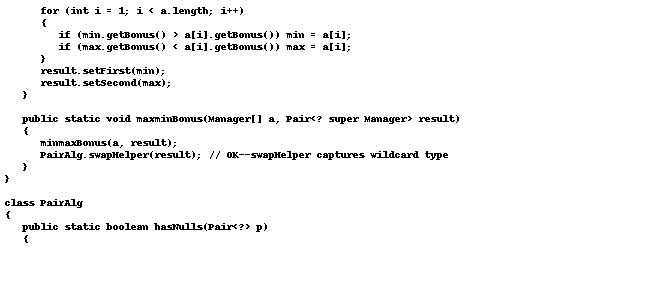 for (int i = 1; i < a.length; i++)
{
if (min.getBonus() > a[i].getBonus()) min = a[i];
if (max.getBonus() < a[i].getBonus()) max = a[i];
}
result.setFirst(min);
result.setSecond(max);
}
public static void maxminBonus(Manager[] a, Pair<? super Manager> result)
{
minmaxBonus(a, result);
PairAlg.swapHelper(result); // OK--swapHelper captures wildcard type
}
}
class PairAlg
{
public static boolean hasNulls(Pair<?> p)
{